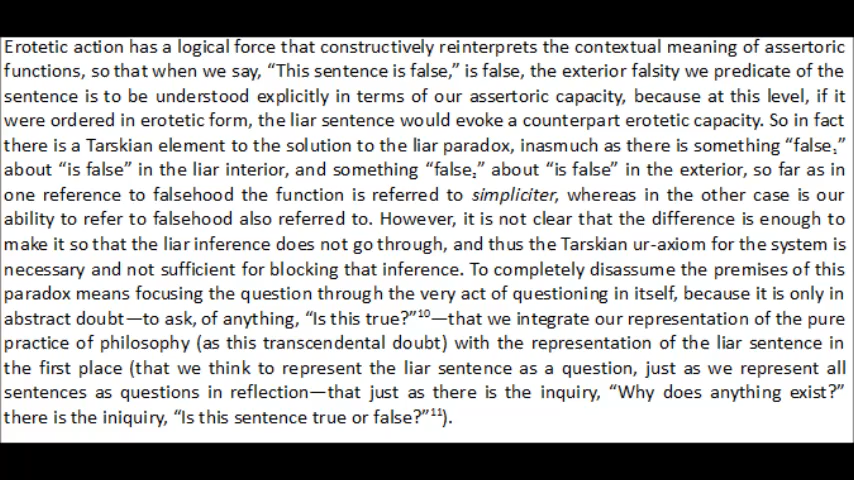 Erotetic action has a logical force that constructively reinterprets the contextual meaning of assertoric
functions, so that when we say, “This sentence is false,” is false, the exterior falsity we predicate of the
sentence is to be understood explicitly in terms of our assertoric capacity, because at this level, if it
were ordered in erotetic form, the liar sentence would evoke a counterpart erotetic capacity. So in fact
there is a Tarskian element to the solution to the liar paradox, inasmuch as there is something “false,”
about “is false” in the liar interior, and something “false,” about “is false” in the exterior, so far as in
one reference to falsehood the function is referred to simpliciter, whereas in the other case is our
ability to refer to falsehood also referred to. However, it is not clear that the difference is enough to
make it so that the liar inference does not go through, and thus the Tarskian ur-axiom for the system is
necessary and not sufficient for blocking that inference. To completely disassume the premises of this
paradox means focusing the question through the very act of questioning in itself, because it is only in
abstract doubt—to ask, of anything, “Is this true?”¹⁰—that we integrate our representation of the pure
practice of philosophy (as this transcendental doubt) with the representation of the liar sentence in
the first place (that we think to represent the liar sentence as a question, just as we represent all
sentences as questions in reflection—that just as there is the inquiry, “Why does anything exist?”
there is the iniquiry, “Is this sentence true or false?”¹¹).